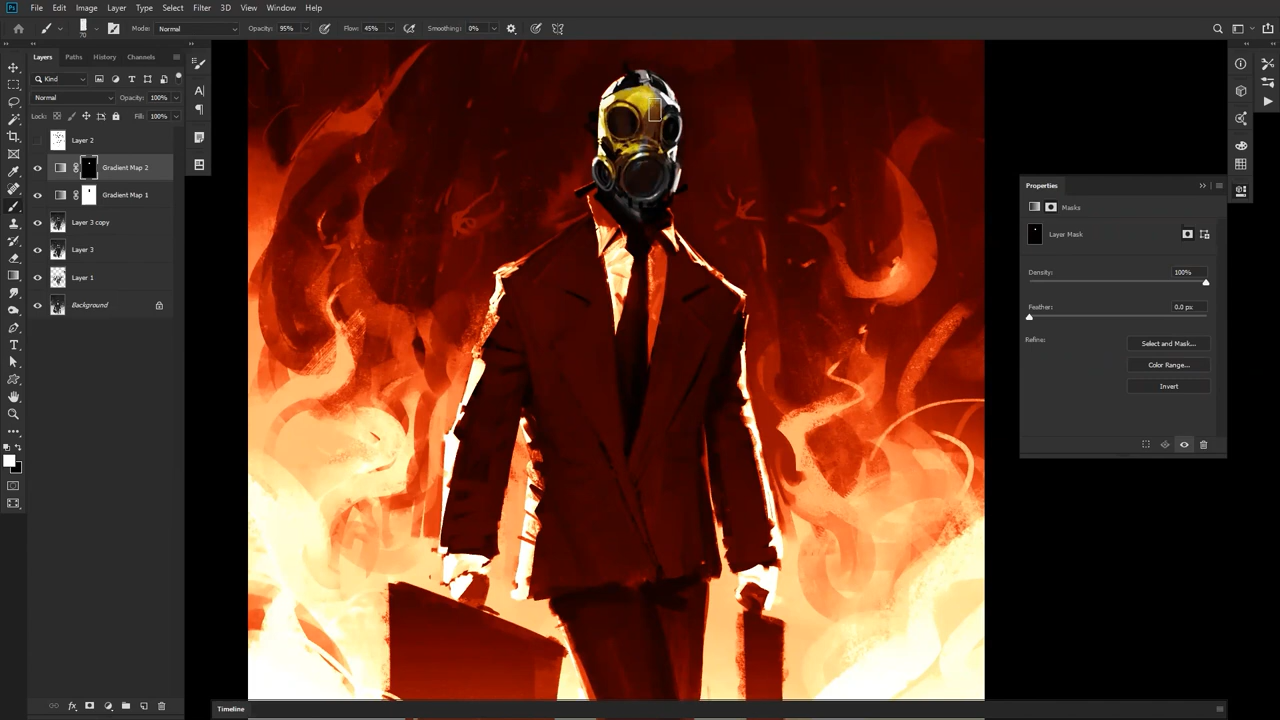 Ps File Edit Image Layer Type Select Filter 3D View Window Help
70 Mode: Normal Opacity: 95% Flow: 45% Smoothing: 0%
Layers Paths History Channels
Kind
Normal Opacity: 100%
Lock: Fill: 100%
Layer 2
Gradient Map 2
Gradient Map 1
Layer 3 copy
Layer 3
Layer 1
Background
Properties
Masks
Layer Mask
Density: 100%
Feather: 0.0 px
Refine: Select and Mask...
Color Range...
Invert
Timeline